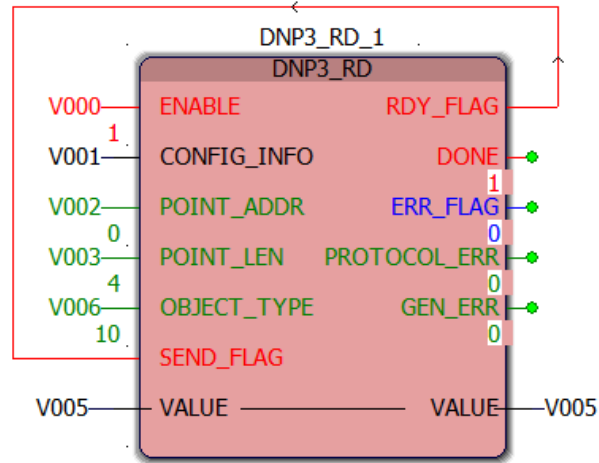 DNP3_RD_1
DNP3_RD
V000 ENABLE RDY_FLAG
1
V001 CONFIG_INFO DONE
1
V002 POINT_ADDR ERR_FLAG
0 0
V003 POINT_LEN PROTOCOL_ERR
4 0
V006 OBJECT_TYPE GEN_ERR
10 0
SEND_FLAG
V005 VALUE VALUE V005